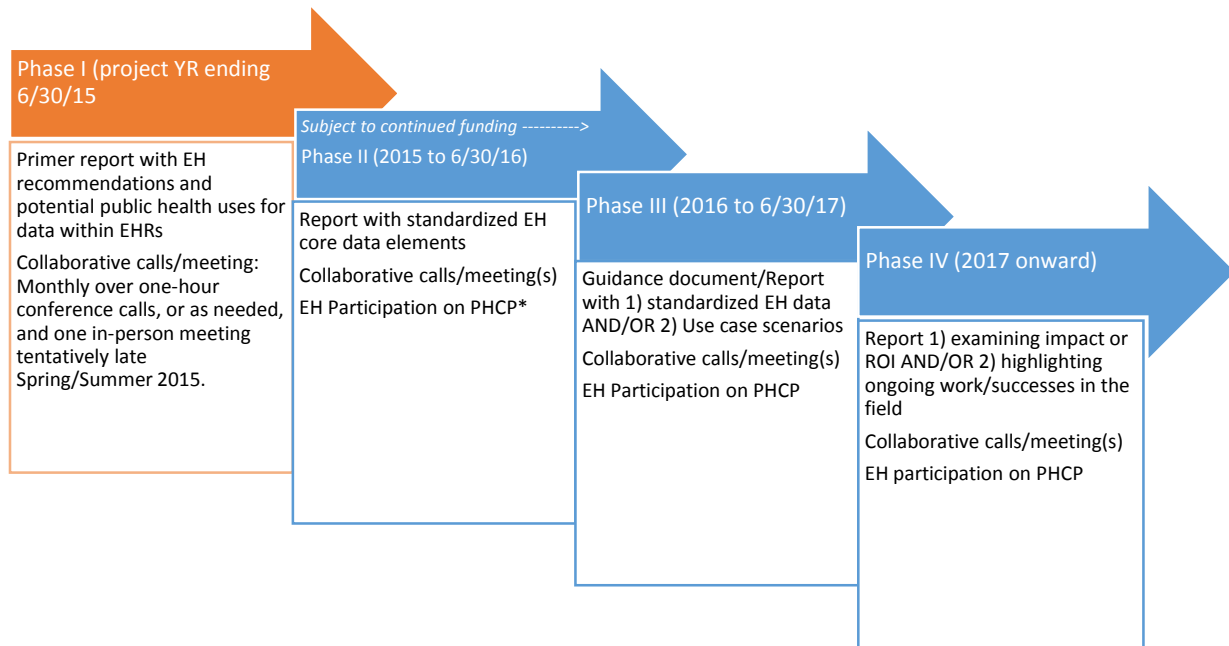 Phase I (project YR ending
6/30/15
Primer report with EH
recommendations and
potential public health uses for
data within EHRs
Collaborative calls/meeting:
Monthly over one-hour
conference calls, or as needed,
and one in-person meeting
tentatively late
Spring/Summer 2015.
Subject to continued funding ---------->
Phase II (2015 to 6/30/16)
Report with standardized EH
core data elements
Collaborative calls/meeting(s)
EH Participation on PHCP*
Phase III (2016 to 6/30/17)
Guidance document/Report
with 1) standardized EH data
AND/OR 2) Use case scenarios
Collaborative calls/meeting(s)
EH Participation on PHCP
Phase IV (2017 onward)
Report 1) examining impact or
ROI AND/OR 2) highlighting
ongoing work/successes in the
field
Collaborative calls/meeting(s)
EH participation on PHCP